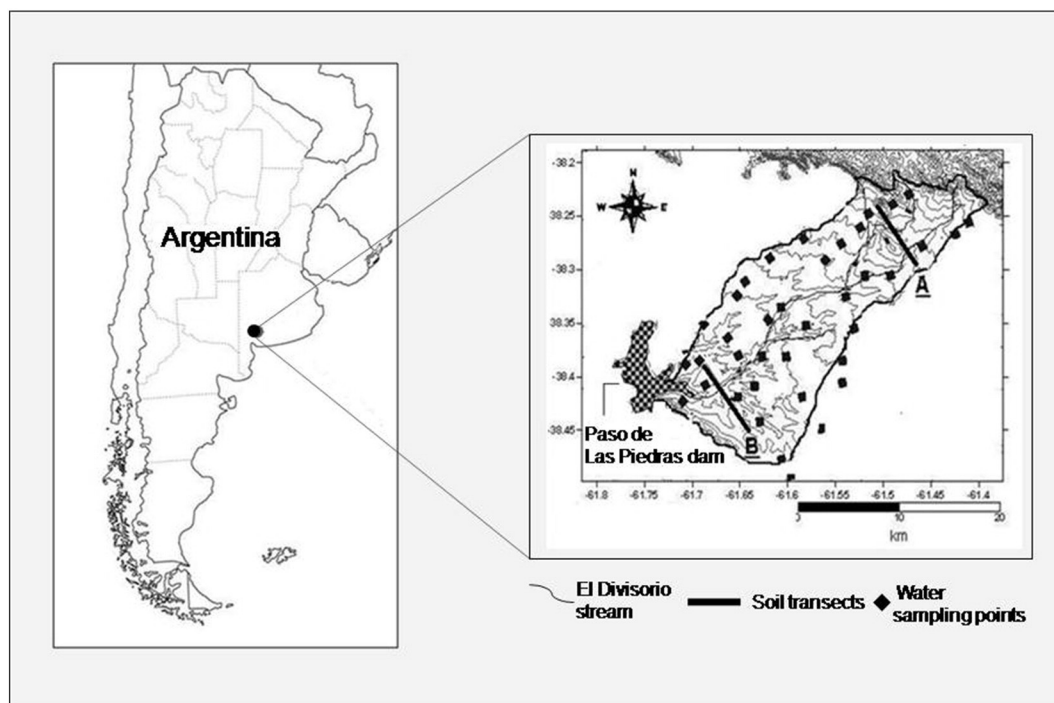 Argentina
N
W
E
S
-38.2
-38.25
-38.3
-38.35
-38.4
-38.45
A
B
Paso de
Las Piedras dam
-61.8
-61.75
-61.7
-61.65
-61.6
-61.55
-61.5
-61.45
-61.4
0
10
20
km
El Divisorio
stream
Soil transects
Water
sampling points